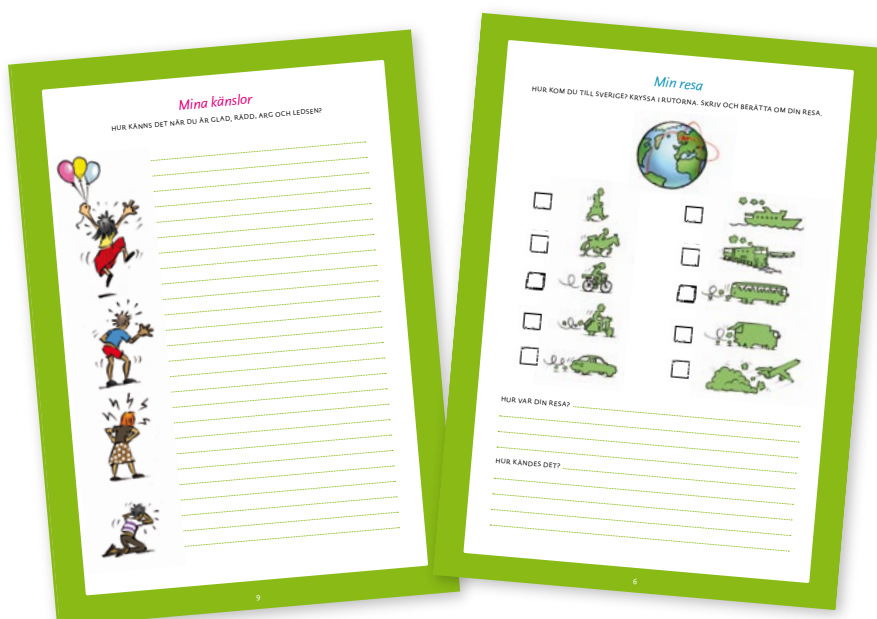 Mina känslor
HUR KÄNNS DET NÄR DU ÄR GLAD, RÄDD, ARG OCH LEDSEN?
9
Min resa
HUR KOM DU TILL SVERIGE? KRYSSA I RUTORNA. SKRIV OCH BERÄTTA OM DIN RESA.
HUR VAR DIN RESA?
HUR KÄNDES DET?
6